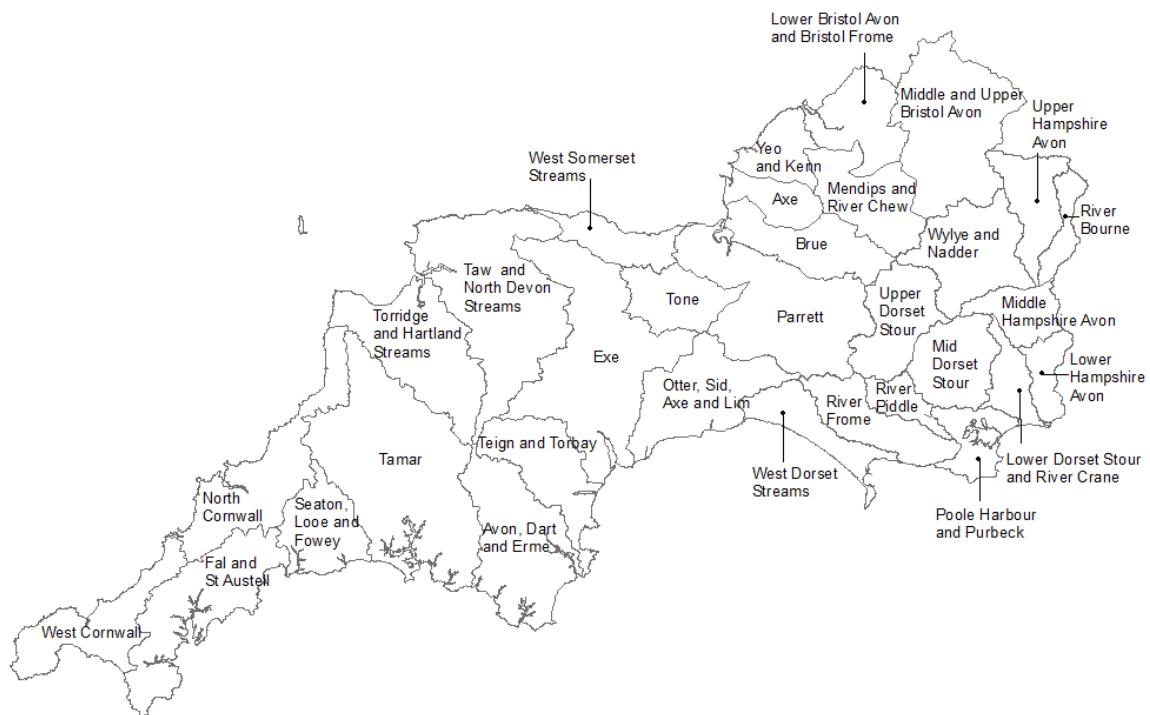 Lower Bristol Avon
and Bristol Frome
Middle and Upper
Bristol Avon
Upper
Hampshire
Avon
West Somerset
Streams
Yeo
and Kenn
Axe
Mendips and
River Chew
River
Bourne
Brue
Wylye and
Nadder
Taw and
North Devon
Streams
Tone
Parrett
Upper
Dorset
Stour
Middle
Hampshire Avon
Torridge
and Hartland
Streams
Exe
Mid
Dorset
Stour
Lower
Hampshire
Avon
Otter, Sid,
Axe and Lim
River
Frome
River
Piddle
Teign and Torbay
Tamar
West Dorset
Streams
Lower Dorset Stour
and River Crane
North
Cornwall
Seaton,
Looe and
Fowey
Avon, Dart
and Erme
Poole Harbour
and Purbeck
Fal and
St Austell
West Cornwall